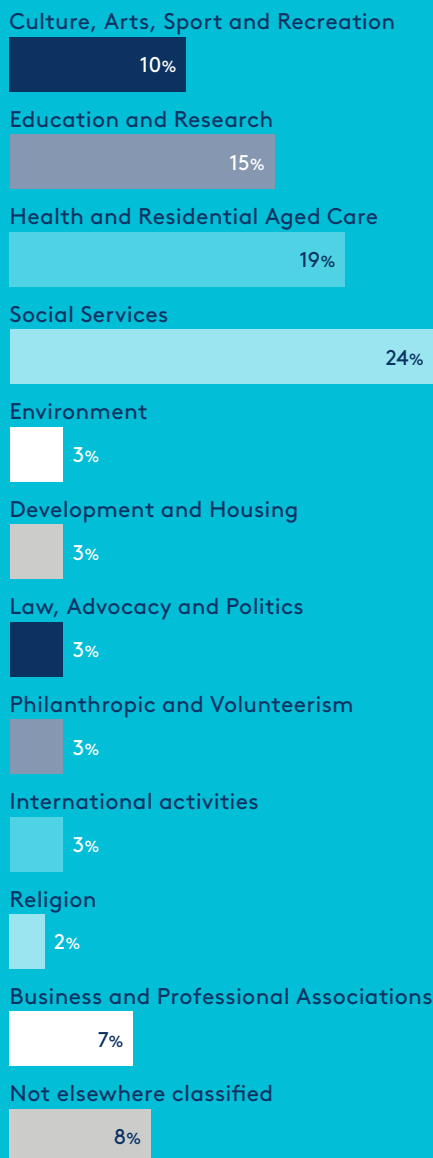 Culture, Arts, Sport and Recreation
10%
Education and Research
15%
Health and Residential Aged Care
19%
Social Services
24%
Environment
3%
Development and Housing
3%
Law, Advocacy and Politics
3%
Philanthropic and Volunteerism
3%
International activities
3%
Religion
2%
Business and Professional Associations
7%
Not elsewhere classified
8%